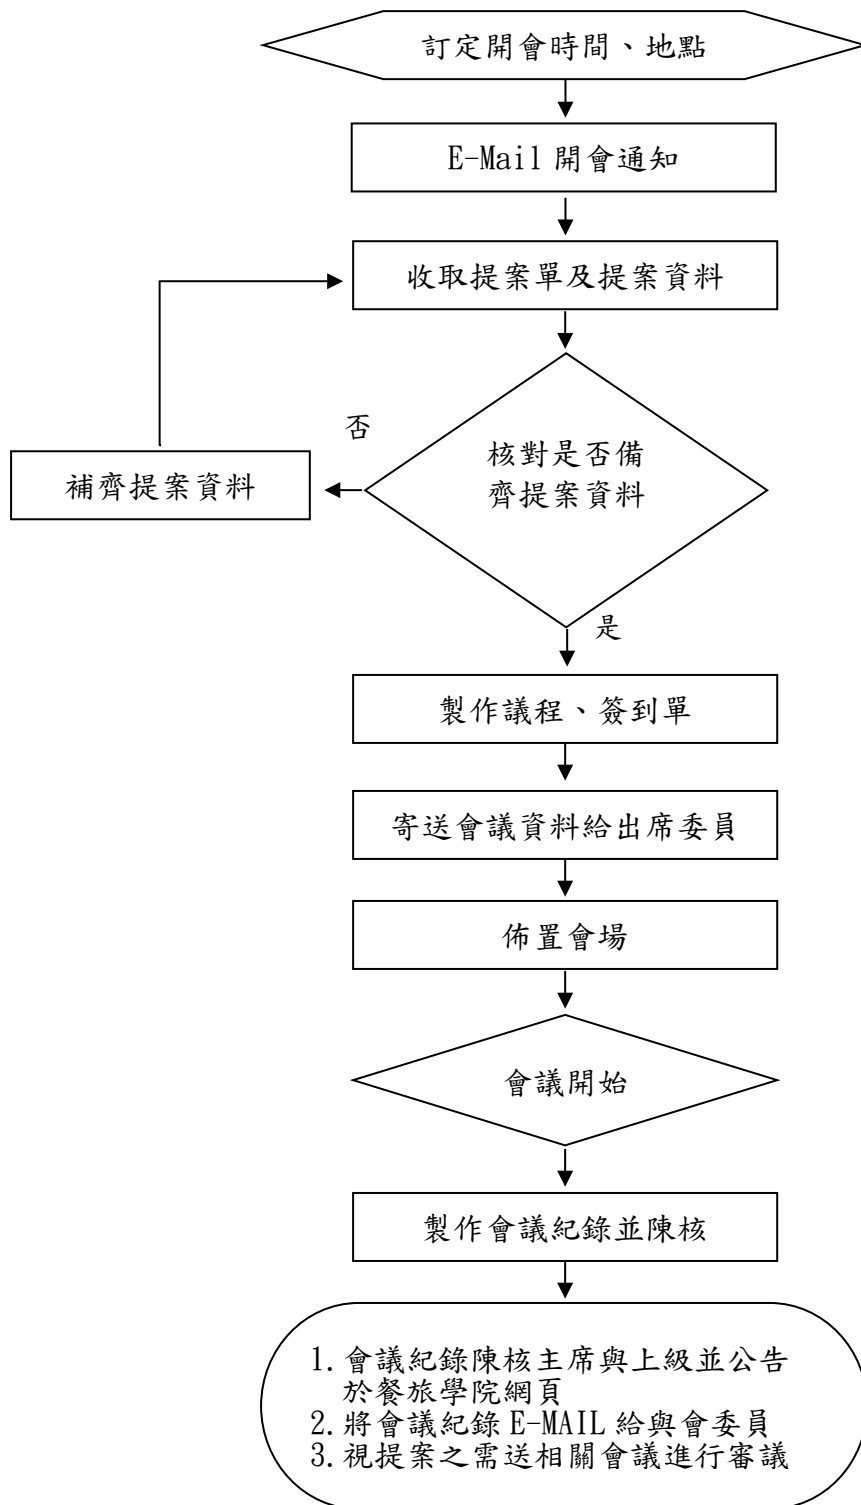 訂定開會時間、地點
E-Mail 開會通知
收取提案單及提案資料
否
核對是否備
齊提案資料
補齊提案資料
是
製作議程、簽到單
寄送會議資料給出席委員
佈置會場
會議開始
製作會議紀錄並陳核
1.會議紀錄陳核主席與上級並公告
於餐旅學院網頁
2.將會議紀錄 E-MAIL 給與會委員
3.視提案之需送相關會議進行審議